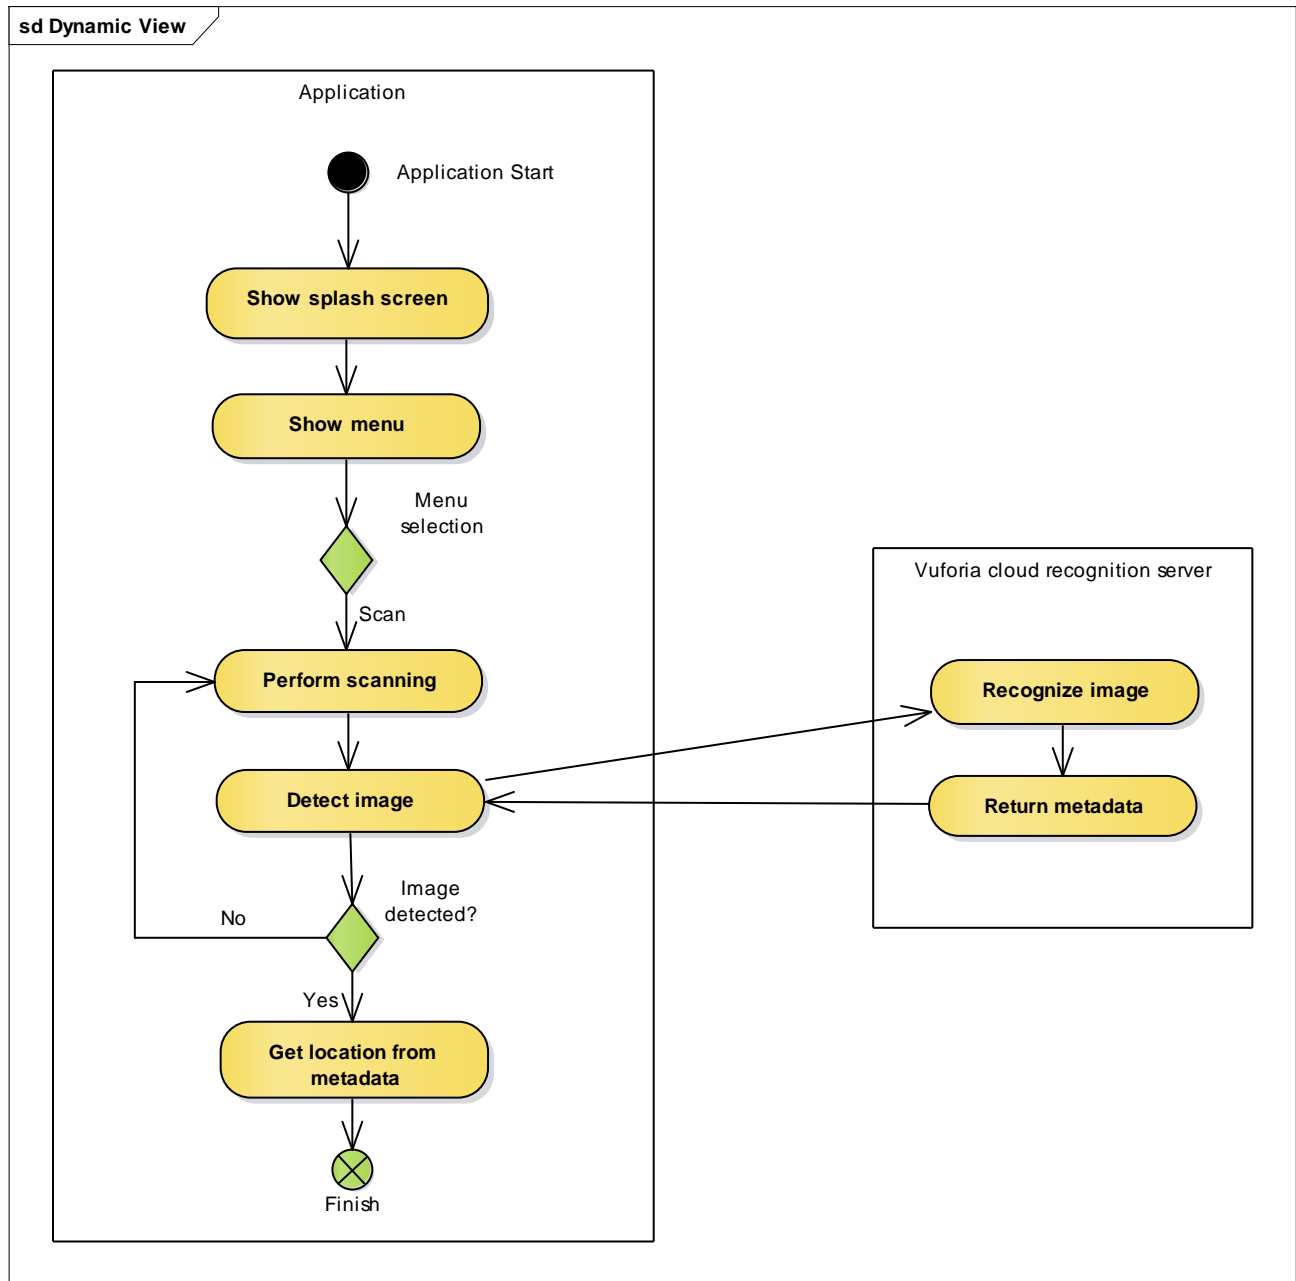 sd Dynamic View
Application
Application Start
Show splash screen
Show menu
Menu
selection
Scan
Perform scanning
Detect image
Image
detected?
No
Yes
Get location from
metadata
Finish
Vuforia cloud recognition server
Recognize image
Return metadata